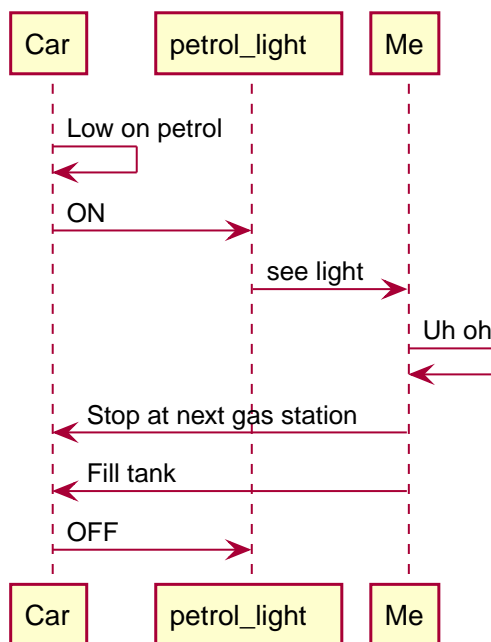 Car petrol_light Me
Low on petrol
ON
see light
Uh oh
Stop at next gas station
Fill tank
OFF
Car petrol_light Me